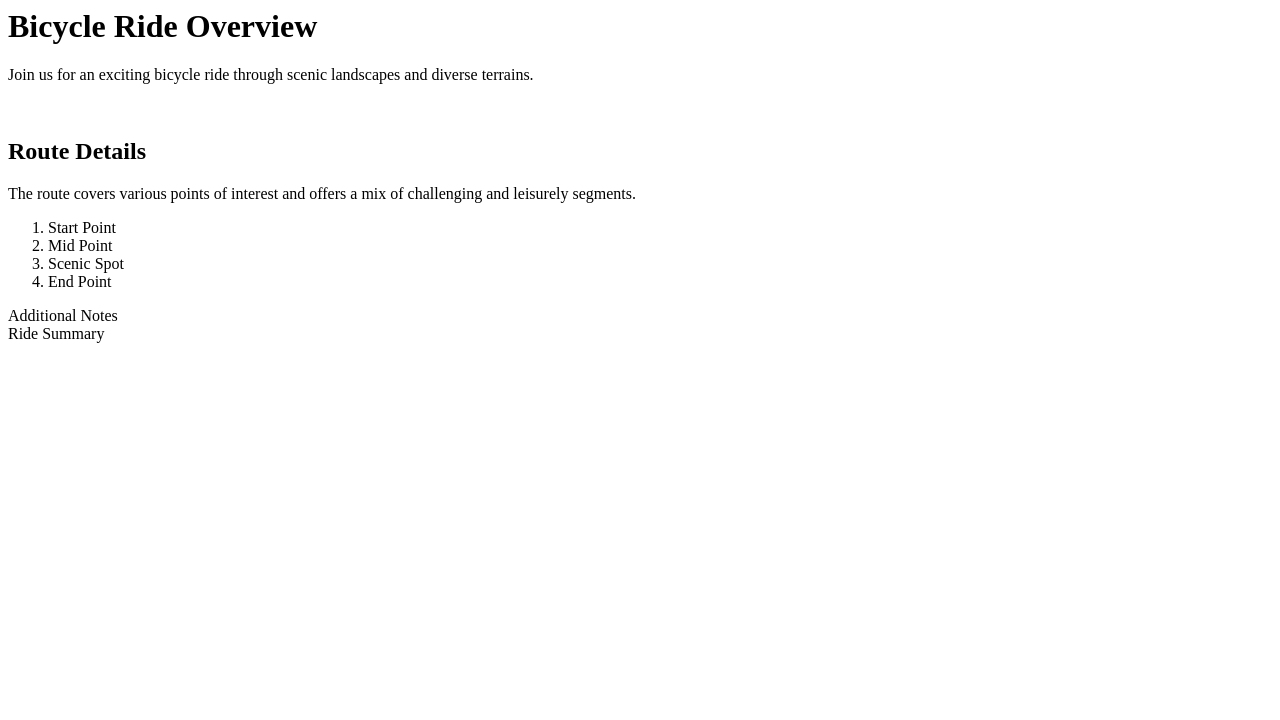 Bicycle Ride Overview
Join us for an exciting bicycle ride through scenic landscapes and diverse terrains.
Route Details
The route covers various points of interest and offers a mix of challenging and leisurely segments.
1. Start Point
2. Mid Point
3. Scenic Spot
4. End Point
Additional Notes
Ride Summary